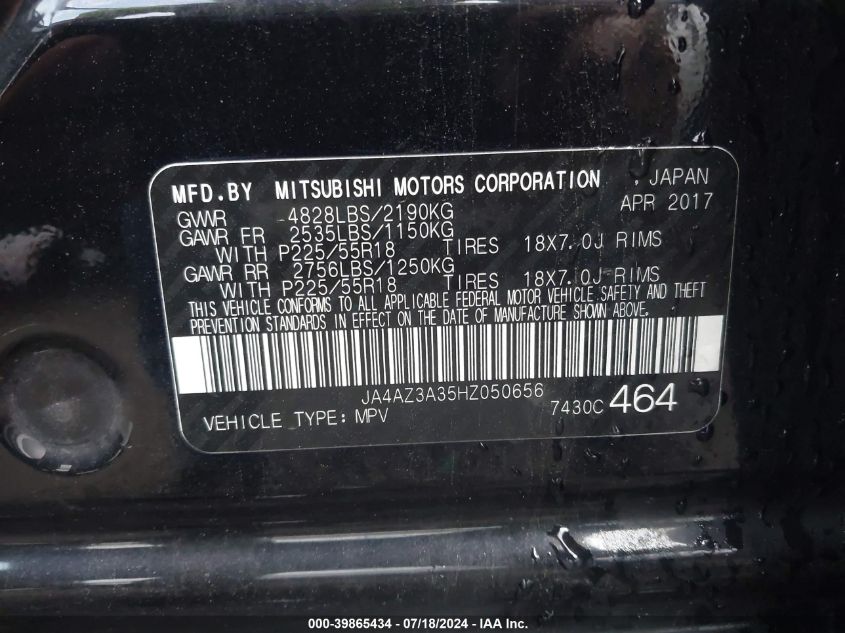 MFD.BY MITSUBISHI MOTORS CORPORATION , JAPAN
GVWR 4828LBS/2190KG APR 2017
GAWR FR 2535LBS/1150KG
WITH P225/55R18 TIRES 18X7.0J RIMS
GAWR RR 2756LBS/1250KG
WITH P225/55R18 TIRES 18X7.0J RIMS
THIS VEHICLE CONFORMS TO ALL APPLICABLE FEDERAL MOTOR VEHICLE SAFETY AND THEFT
PREVENTION STANDARDS IN EFFECT ON THE DATE OF MANUFACTURE SHOWN ABOVE.
JA4AZ3A35HZ050656
VEHICLE TYPE: MPV 7430C 464
000-39865434 - 07/18/2024 - IAA Inc.